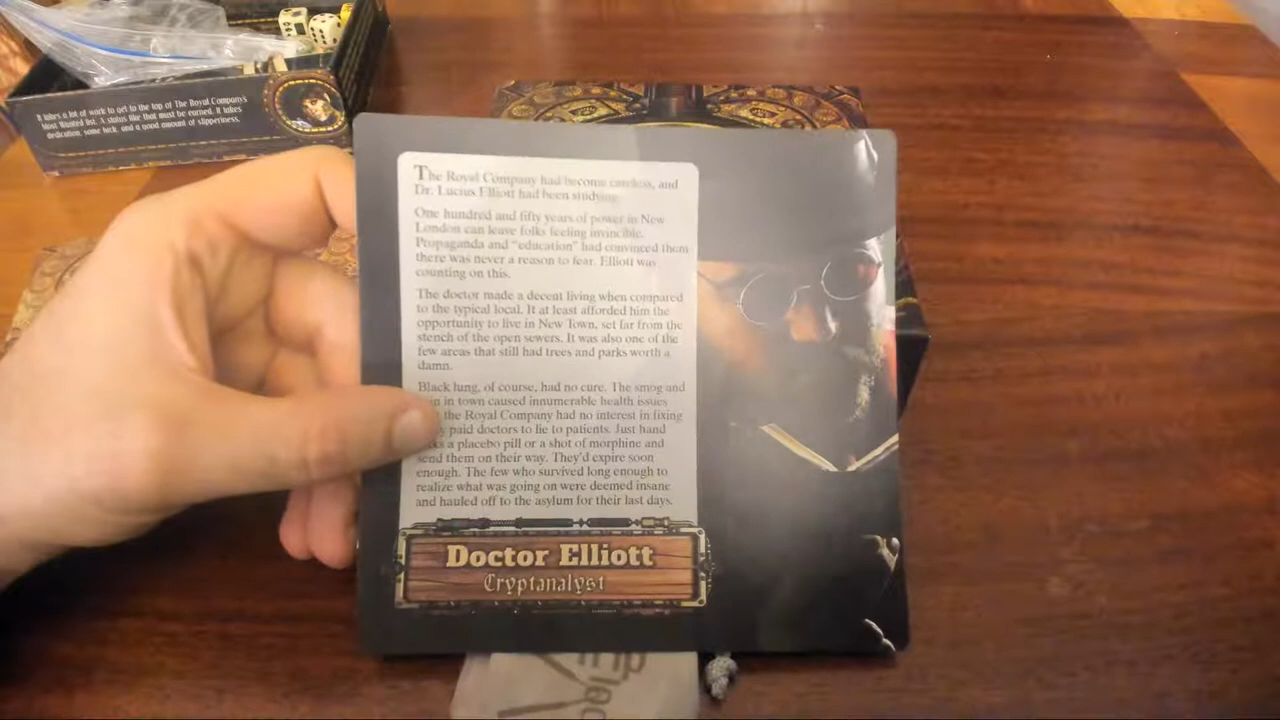 It takes a lot of work to get to the top of The Royal Company's
Most Wanted list. A status like that must be earned. It takes
dedication, some luck, and a good amount of slipperiness.
The Royal Company had become careless, and
Dr. Lucius Elliott had been studying.
One hundred and fifty years of power in New
London can leave folks feeling invincible.
Propaganda and "education" had convinced them
there was never a reason to fear. Elliott was
counting on this.
The doctor made a decent living when compared
to the typical local. It at least afforded him the
opportunity to live in New Town, set far from the
stench of the open sewers. It was also one of the
few areas that still had trees and parks worth a
damn.
Black lung, of course, had no cure. The smog and
in town caused innumerable health issues
the Royal Company had no interest in fixing
paid doctors to lie to patients. Just hand
a placebo pill or a shot of morphine and
send them on their way. They'd expire soon
enough. The few who survived long enough to
realize what was going on were deemed insane
and hauled off to the asylum for their last days.
Doctor Elliott
Cryptanalyst